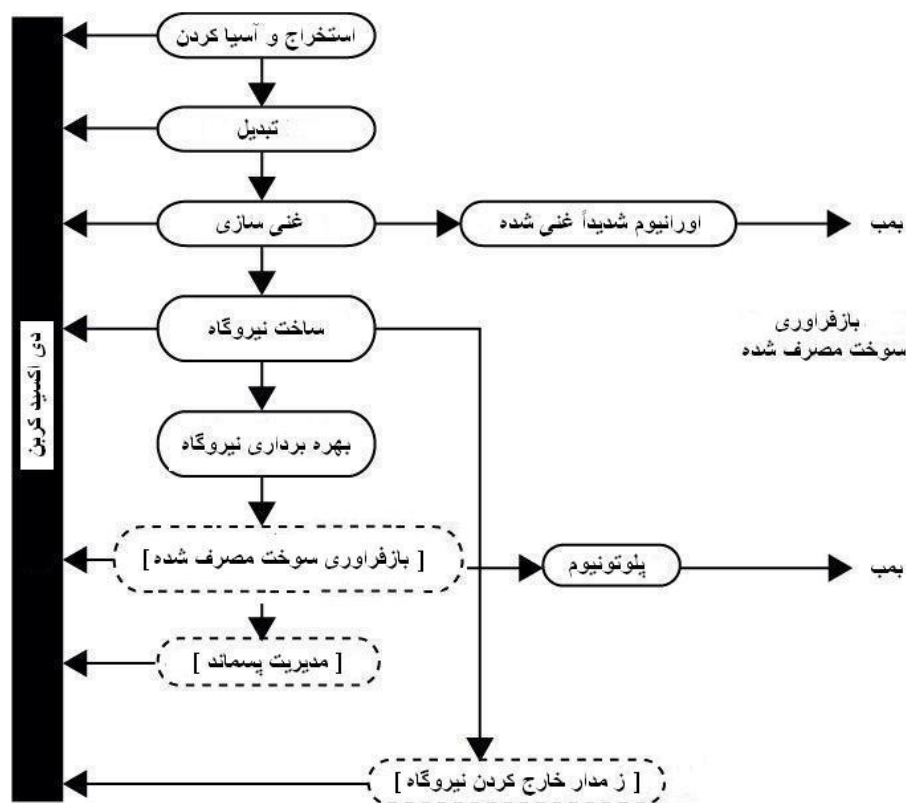 استخراج و آسیا کردن
تبدیل
غنی سازی
اورانیوم شدیداً غنی شده
بمب
ساخت نیروگاه
بازفراوری
سوخت مصرف شده
دی اکسید کربن
بهره برداری نیروگاه
[ بازفراوری سوخت مصرف شده ]
پلوتونیوم
بمب
[ مدیریت پسماند ]
[ ز مدار خارج کردن نیروگاه ]